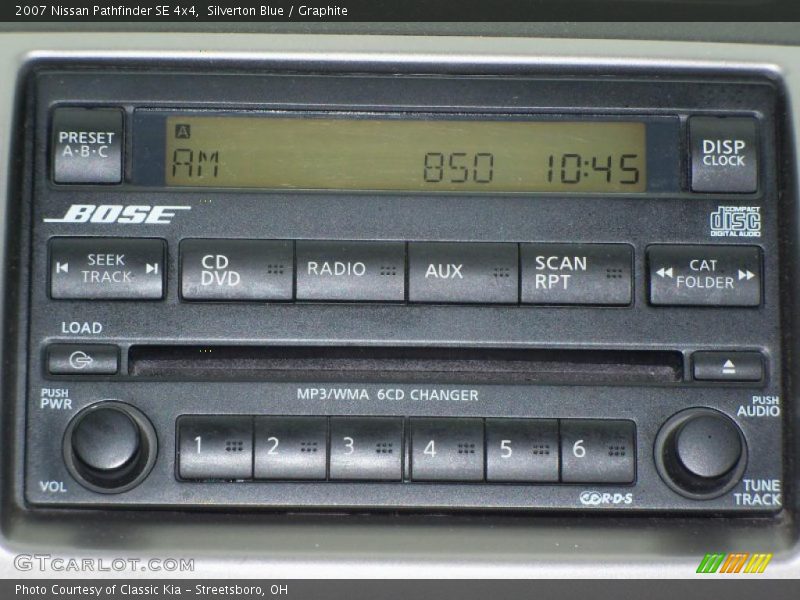 2007 Nissan Pathfinder SE 4x4,  Silverton Blue / Graphite
PRESET
A·B·C
A
AM 850 10:45
DISP
CLOCK
BOSE
COMPACT
disc
DIGITAL AUDIO
SEEK
TRACK
CD
DVD
RADIO
AUX
SCAN
RPT
CAT
FOLDER
LOAD
PUSH
PWR
MP3/WMA 6CD CHANGER
PUSH
AUDIO
1 2 3 4 5 6
VOL
R·D·S
TUNE
TRACK
GTCARLOT.COM
Photo Courtesy of Classic Kia – Streetsboro, OH